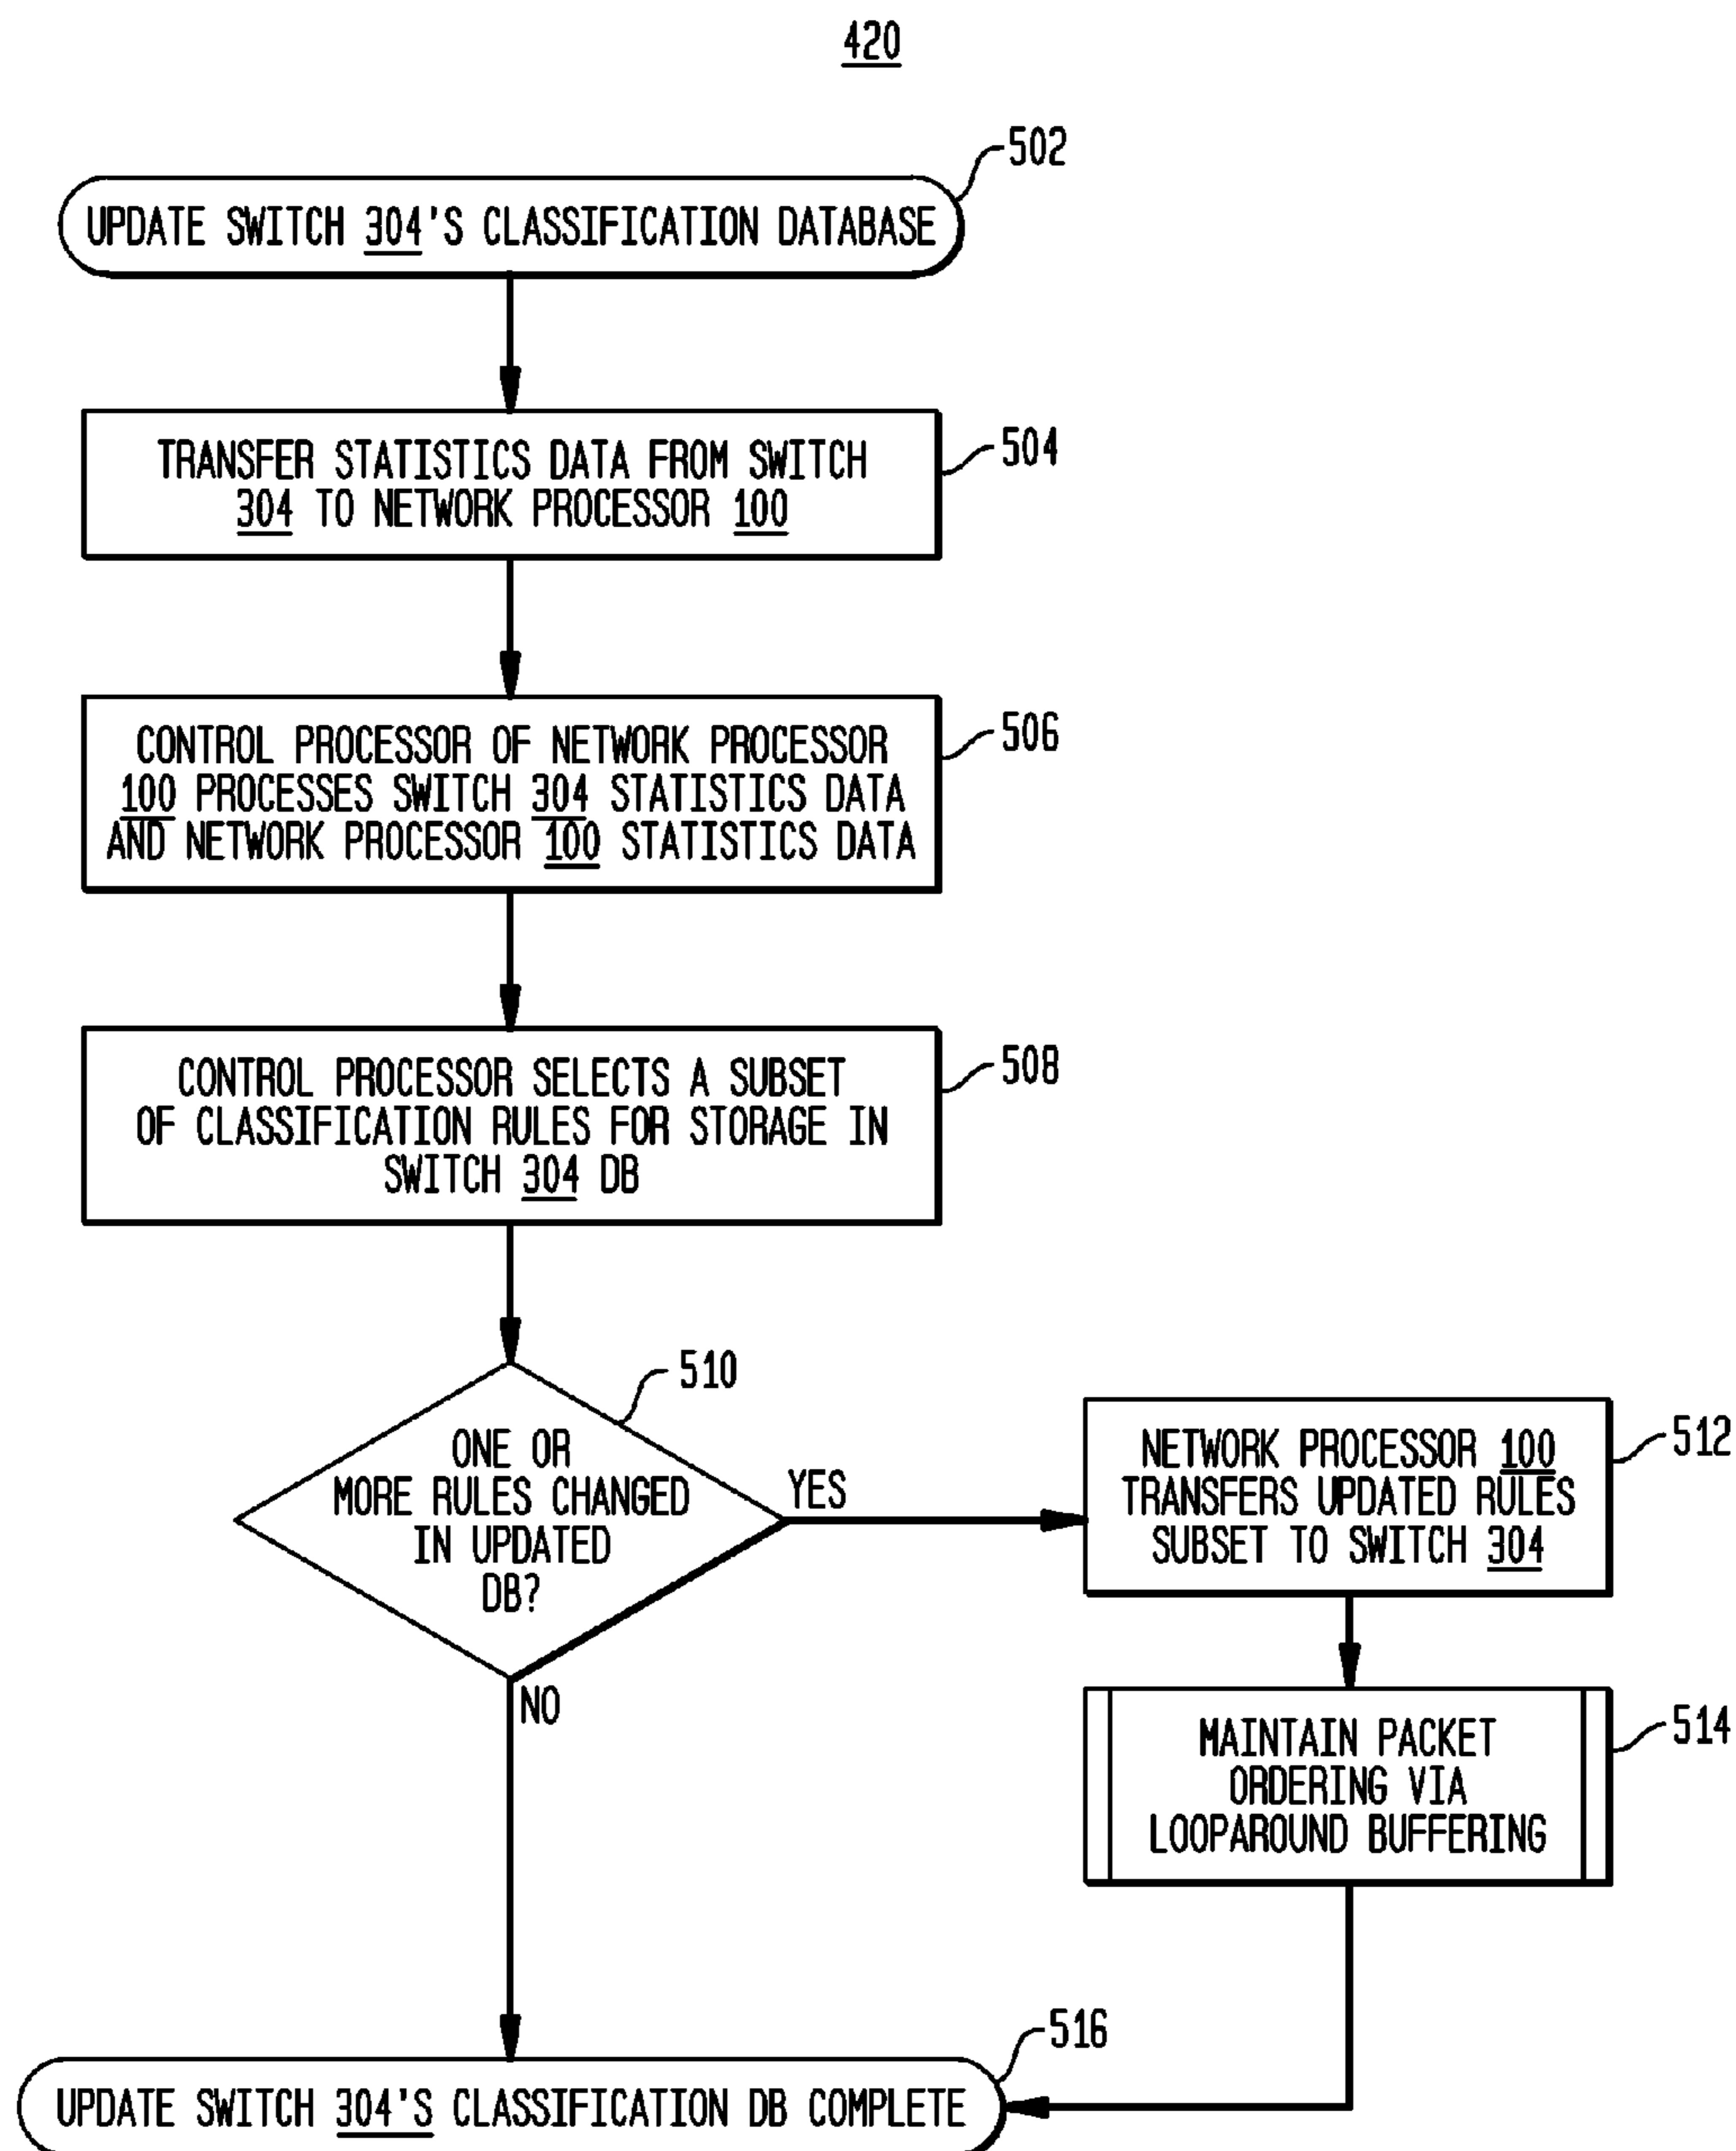 420
502
UPDATE SWITCH 304'S CLASSIFICATION DATABASE
504
TRANSFER STATISTICS DATA FROM SWITCH
304 TO NETWORK PROCESSOR 100
506
CONTROL PROCESSOR OF NETWORK PROCESSOR
100 PROCESSES SWITCH 304 STATISTICS DATA
AND NETWORK PROCESSOR 100 STATISTICS DATA
508
CONTROL PROCESSOR SELECTS A SUBSET
OF CLASSIFICATION RULES FOR STORAGE IN
SWITCH 304 DB
510
ONE OR
MORE RULES CHANGED
IN UPDATED
DB?
YES
NO
512
NETWORK PROCESSOR 100
TRANSFERS UPDATED RULES
SUBSET TO SWITCH 304
514
MAINTAIN PACKET
ORDERING VIA
LOOPAROUND BUFFERING
516
UPDATE SWITCH 304'S CLASSIFICATION DB COMPLETE